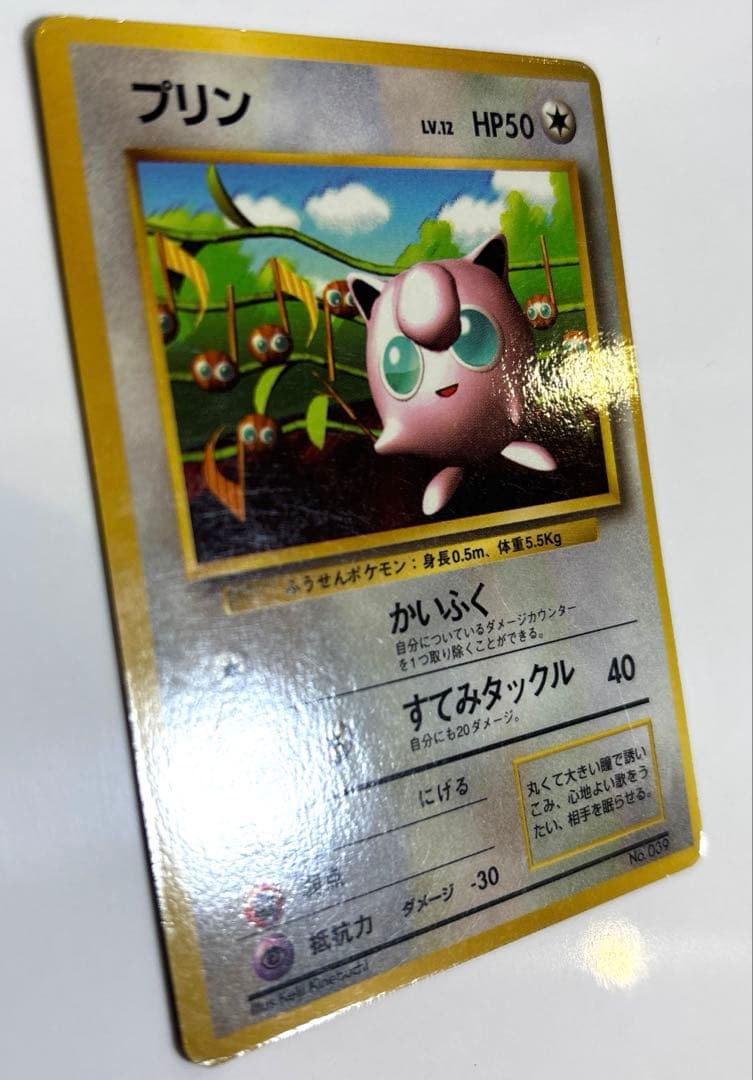 プリン
LV.12 HP50
ふうせんポケモン：身長0.5m、体重5.5Kg
かいふく
自分についているダメージカウンター
を1つ取り除くことができる。
すてみタックル 40
自分にも20ダメージ。
にげる
丸くて大きい瞳で誘い
こみ、心地よい歌をう
たい、相手を眠らせる。
弱点
No. 039
抵抗力 ダメージ -30
Illus. Keiji Kinebuchi